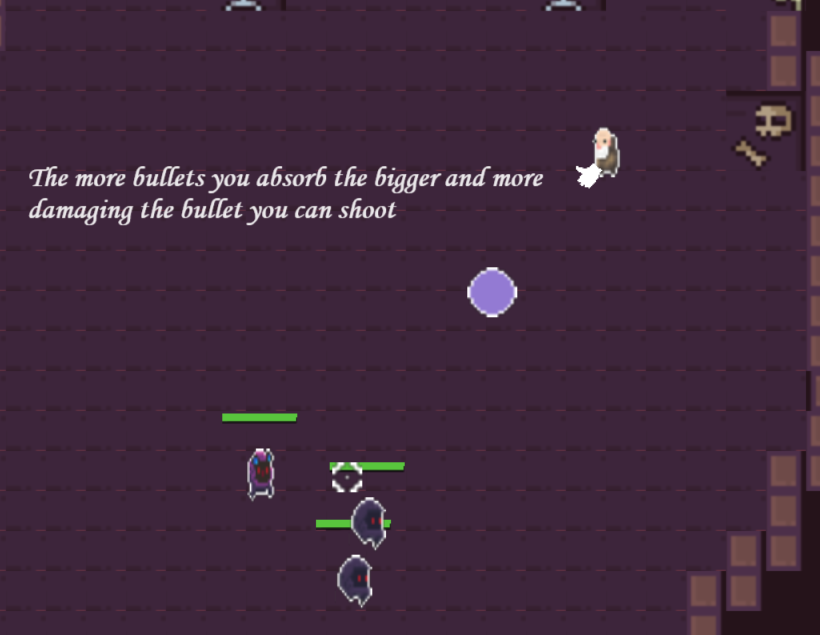 The more bullets you absorb the bigger and more
damaging the bullet you can shoot